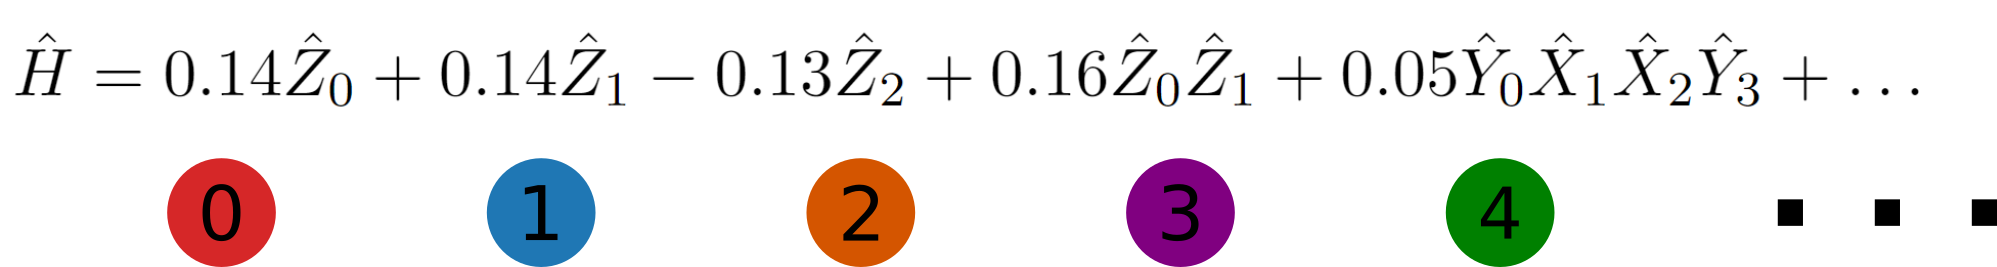 Ĥ = 0.14Ẑ₀ + 0.14Ẑ₁ − 0.13Ẑ₂ + 0.16Ẑ₀Ẑ₁ + 0.05Ŷ₀X̂₁X̂₂Ŷ₃ + …
0 1 2 3 4